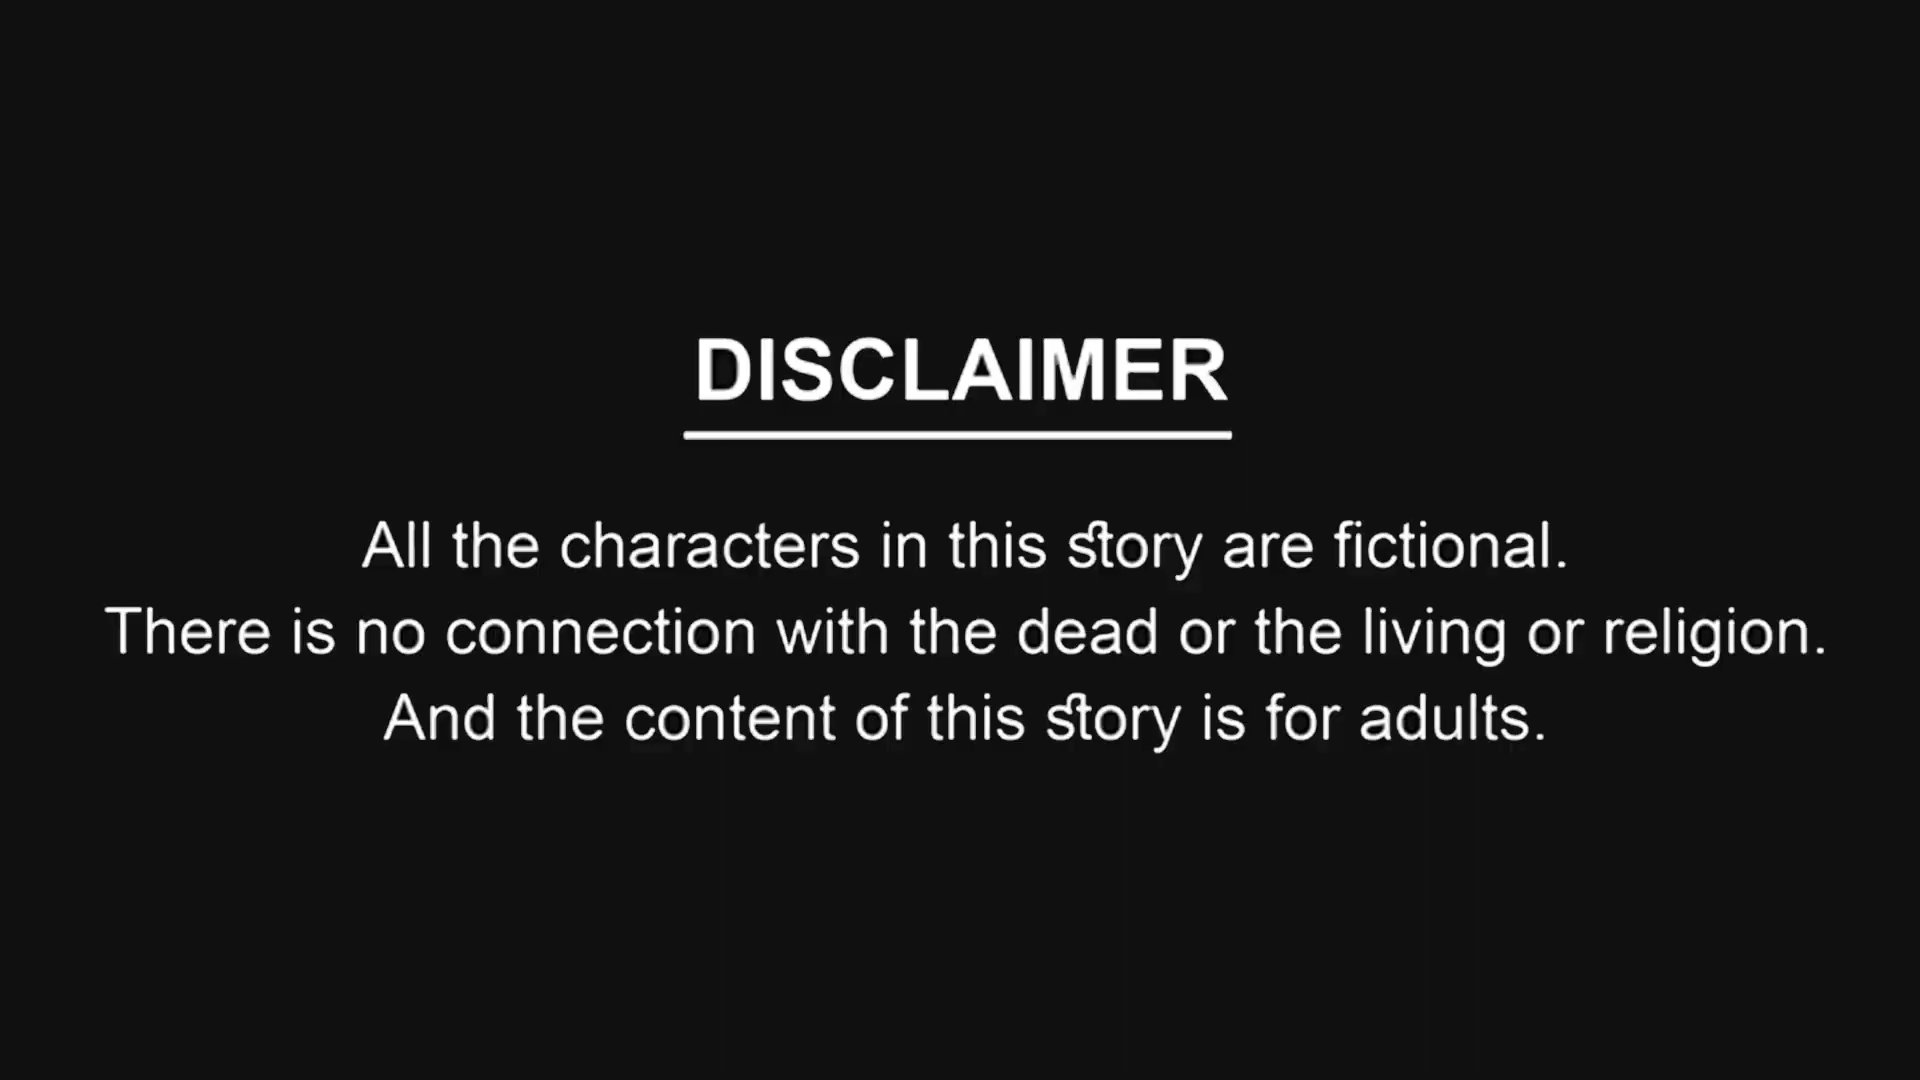 DISCLAIMER
All the characters in this story are fictional.
There is no connection with the dead or the living or religion.
And the content of this story is for adults.